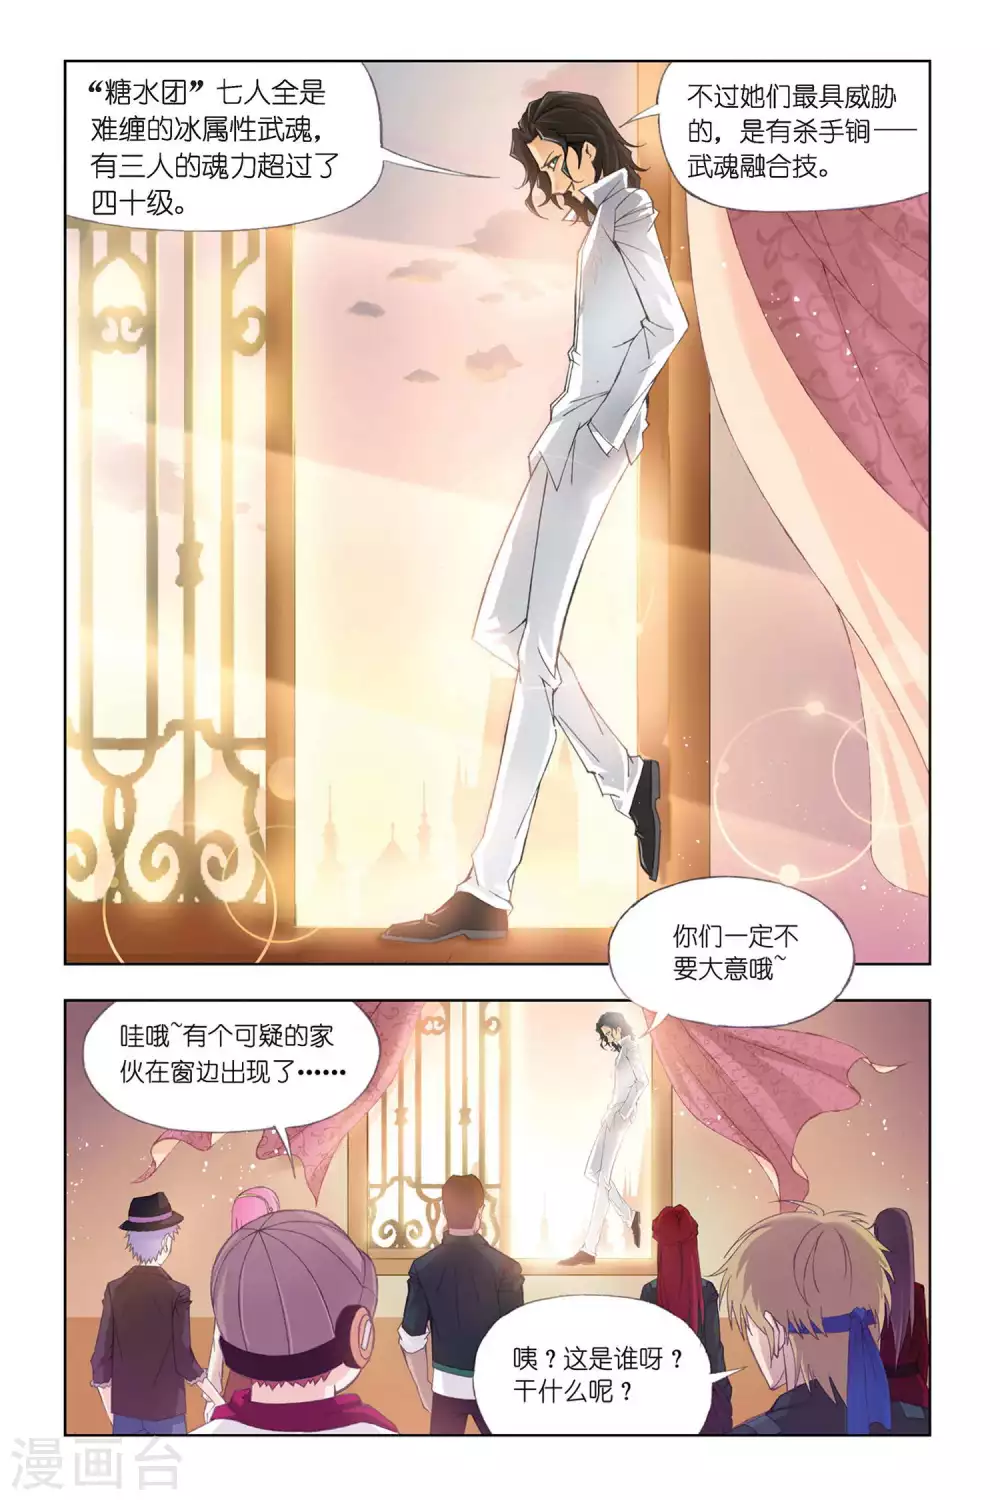 “糖水团”七人全是
难缠的冰属性武魂，
有三人的魂力超过了
四十级。
不过她们最具威胁
的，是有杀手锏——
武魂融合技。
你们一定不
要大意哦~
哇哦~有个可疑的家
伙在窗边出现了……
咦？这是谁呀？
干什么呢？
漫画台